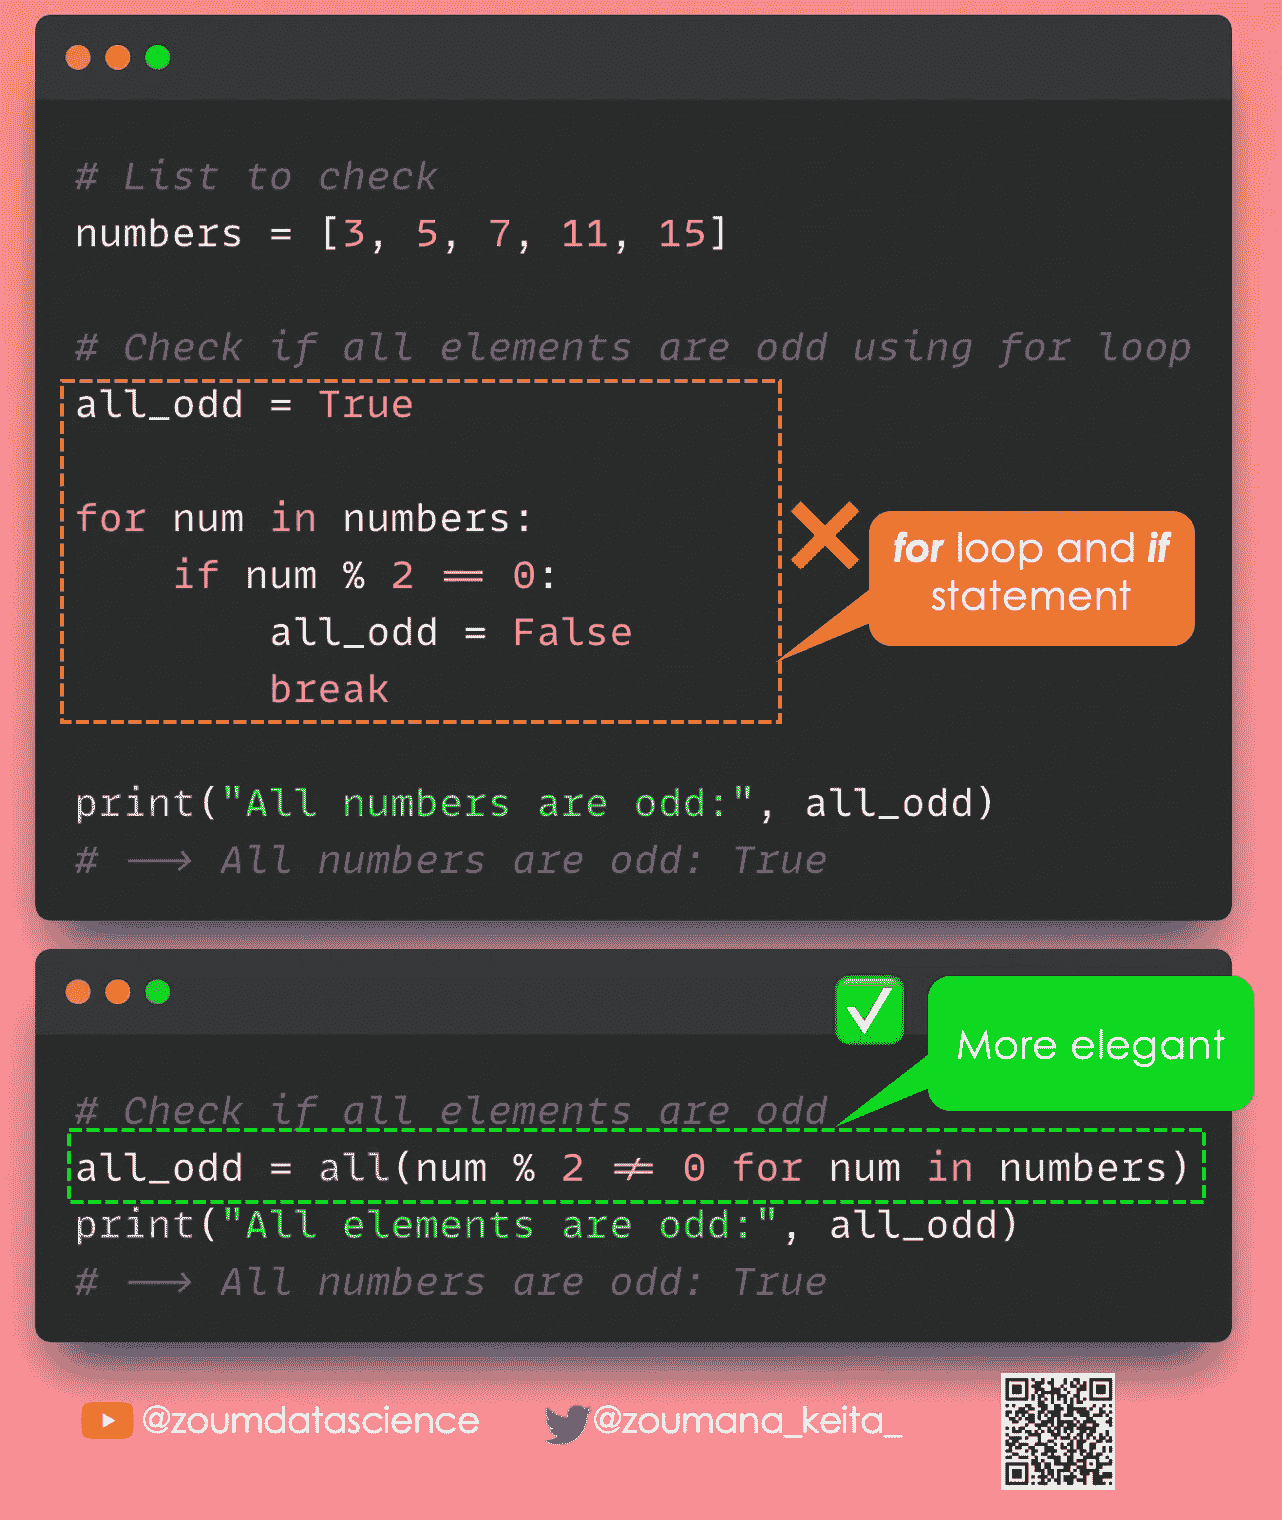 # List to check
numbers = [3, 5, 7, 11, 15]
# Check if all elements are odd using for loop
all_odd = True
for num in numbers:
    if num % 2 == 0:
        all_odd = False
        break
for loop and if
statement
print("All numbers are odd:", all_odd)
# --> All numbers are odd: True
More elegant
# Check if all elements are odd
all_odd = all(num % 2 != 0 for num in numbers)
print("All elements are odd:", all_odd)
# --> All numbers are odd: True
@zoumdatascience
@zoumana_keita_